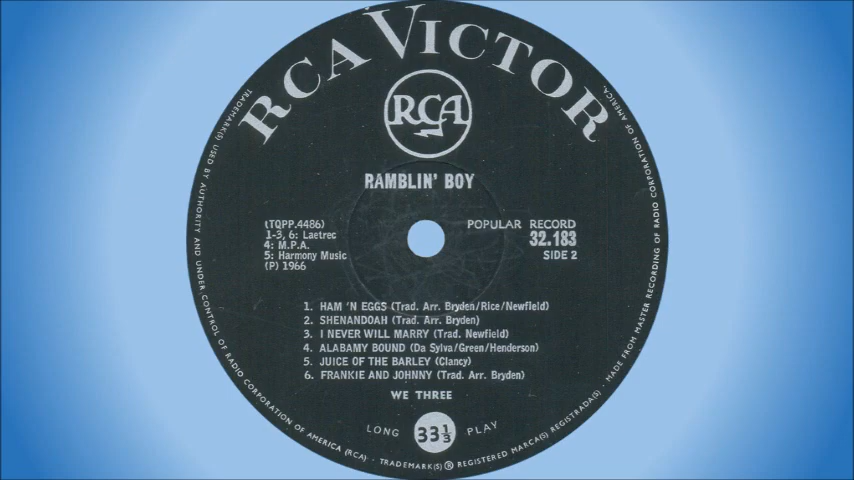 RCA VICTOR
RCA
RAMBLIN' BOY
(TQPP.4486)
1-3, 6: Laetrec
4: M.P.A.
5: Harmony Music
(P) 1966
POPULAR RECORD
32.183
SIDE 2
1. HAM 'N EGGS (Trad. Arr. Bryden/Rice/Newfield)
2. SHENANDOAH (Trad. Arr. Bryden)
3. I NEVER WILL MARRY (Trad. Newfield)
4. ALABAMY BOUND (Da Sylva/Green/Henderson)
5. JUICE OF THE BARLEY (Clancy)
6. FRANKIE AND JOHNNY (Trad. Arr. Bryden)
WE THREE
LONG 33 1/3 PLAY
TRADEMARK(S) USED BY AUTHORITY AND UNDER CONTROL OF RADIO CORPORATION OF AMERICA (RCA) - TRADEMARK(S) ® REGISTERED MARCA(S) REGISTRADA(S) - MADE FROM MASTER RECORDING OF RADIO CORPORATION OF AMERICA.